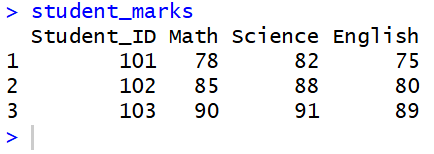 > student_marks
  Student_ID Math Science English
1        101   78      82      75
2        102   85      88      80
3        103   90      91      89
>